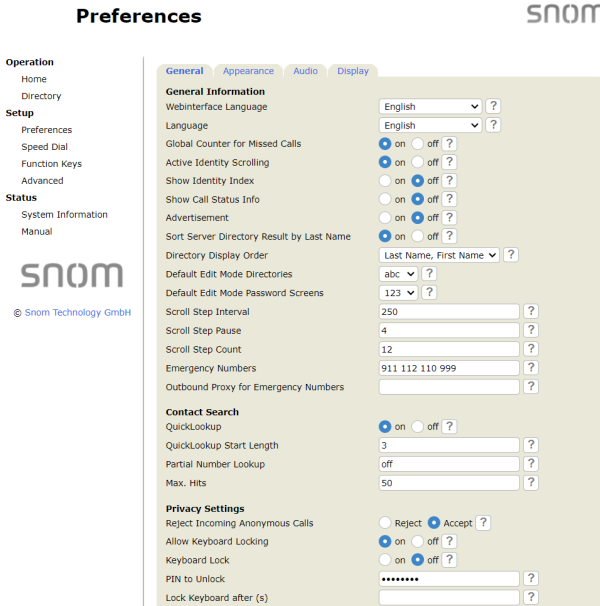 Preferences
snom
Operation
Home
Directory
Setup
Preferences
Speed Dial
Function Keys
Advanced
Status
System Information
Manual
snom
© Snom Technology GmbH
General Appearance Audio Display
General Information
Webinterface Language English ?
Language English ?
Global Counter for Missed Calls on off ?
Active Identity Scrolling on off ?
Show Identity Index on off ?
Show Call Status Info on off ?
Advertisement on off ?
Sort Server Directory Result by Last Name on off ?
Directory Display Order Last Name, First Name ?
Default Edit Mode Directories abc ?
Default Edit Mode Password Screens 123 ?
Scroll Step Interval 250 ?
Scroll Step Pause 4 ?
Scroll Step Count 12 ?
Emergency Numbers 911 112 110 999 ?
Outbound Proxy for Emergency Numbers ?
Contact Search
QuickLookup on off ?
QuickLookup Start Length 3 ?
Partial Number Lookup off ?
Max. Hits 50 ?
Privacy Settings
Reject Incoming Anonymous Calls Reject Accept ?
Allow Keyboard Locking on off ?
Keyboard Lock on off ?
PIN to Unlock •••••••• ?
Lock Keyboard after (s) ?